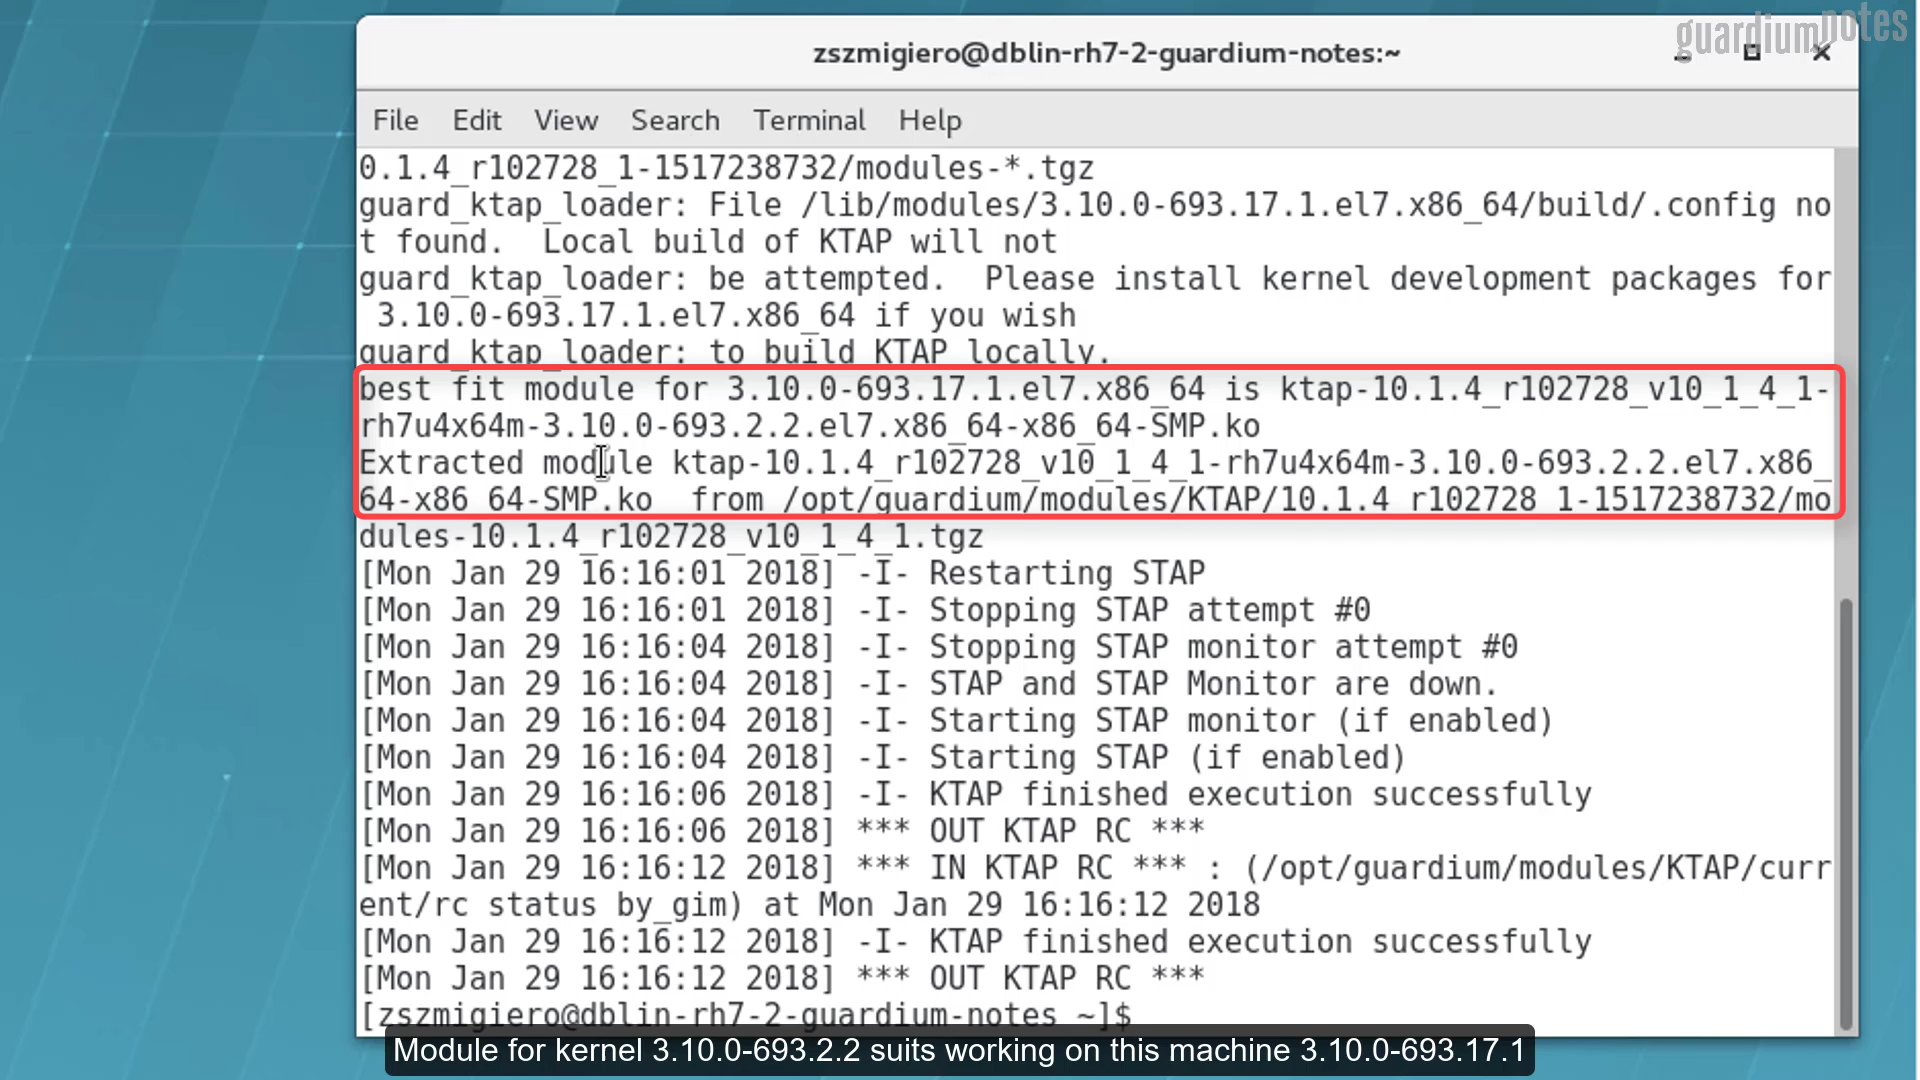 guardiumnotes
zszmigiero@dblin-rh7-2-guardium-notes:~
File Edit View Search Terminal Help
0.1.4_r102728_1-1517238732/modules-*.tgz
guard_ktap_loader: File /lib/modules/3.10.0-693.17.1.el7.x86_64/build/.config no
t found.  Local build of KTAP will not
guard_ktap_loader: be attempted.  Please install kernel development packages for
 3.10.0-693.17.1.el7.x86_64 if you wish
guard_ktap_loader: to build KTAP locally.
best fit module for 3.10.0-693.17.1.el7.x86_64 is ktap-10.1.4_r102728_v10_1_4_1-
rh7u4x64m-3.10.0-693.2.2.el7.x86_64-x86_64-SMP.ko
Extracted module ktap-10.1.4_r102728_v10_1_4_1-rh7u4x64m-3.10.0-693.2.2.el7.x86_
64-x86_64-SMP.ko  from /opt/guardium/modules/KTAP/10.1.4_r102728_1-1517238732/mo
dules-10.1.4_r102728_v10_1_4_1.tgz
[Mon Jan 29 16:16:01 2018] -I- Restarting STAP
[Mon Jan 29 16:16:01 2018] -I- Stopping STAP attempt #0
[Mon Jan 29 16:16:04 2018] -I- Stopping STAP monitor attempt #0
[Mon Jan 29 16:16:04 2018] -I- STAP and STAP Monitor are down.
[Mon Jan 29 16:16:04 2018] -I- Starting STAP monitor (if enabled)
[Mon Jan 29 16:16:04 2018] -I- Starting STAP (if enabled)
[Mon Jan 29 16:16:06 2018] -I- KTAP finished execution successfully
[Mon Jan 29 16:16:06 2018] *** OUT KTAP RC ***
[Mon Jan 29 16:16:12 2018] *** IN KTAP RC *** : (/opt/guardium/modules/KTAP/curr
ent/rc status by_gim) at Mon Jan 29 16:16:12 2018
[Mon Jan 29 16:16:12 2018] -I- KTAP finished execution successfully
[Mon Jan 29 16:16:12 2018] *** OUT KTAP RC ***
[zszmigiero@dblin-rh7-2-guardium-notes ~]$
Module for kernel 3.10.0-693.2.2 suits working on this machine 3.10.0-693.17.1